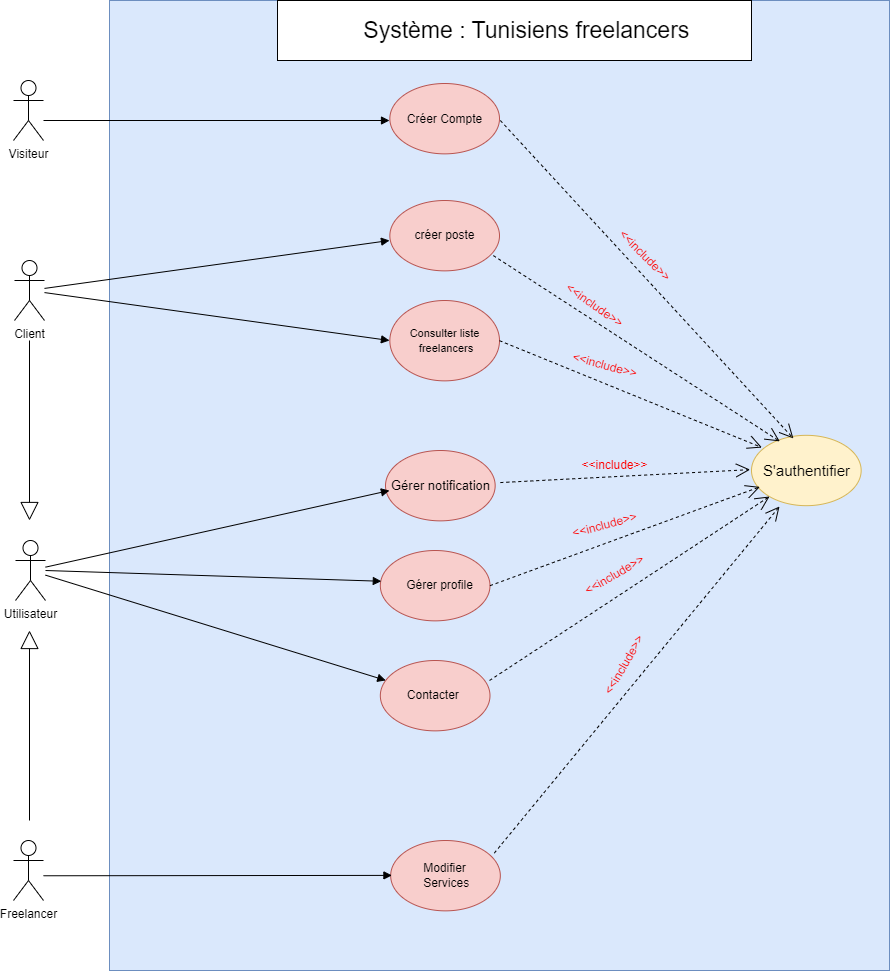 Système : Tunisiens freelancers
Visiteur
Créer Compte
<<include>>
créer poste
<<include>>
Client
Consulter liste
freelancers
<<include>>
Gérer notification
<<include>>
S'authentifier
<<include>>
Utilisateur
Gérer profile
<<include>>
Contacter
<<include>>
Modifier
Services
Freelancer